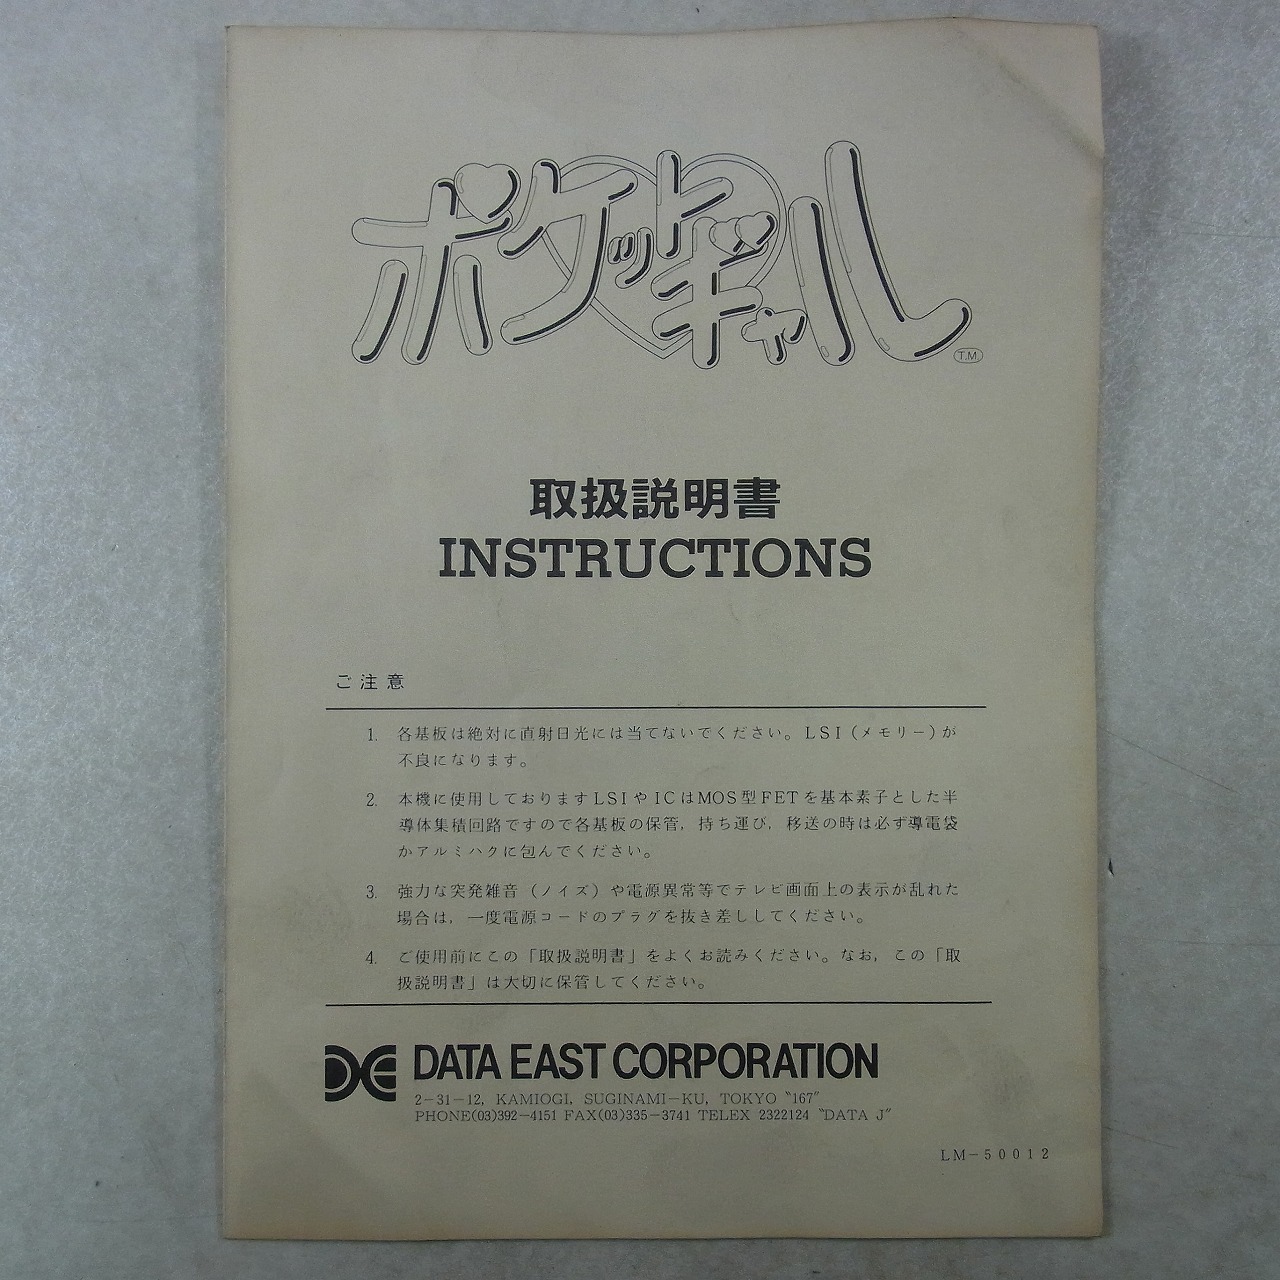 ポケットギャル
T.M.
取扱説明書
INSTRUCTIONS
ご注意
1. 各基板は絶対に直射日光には当てないでください。LSI(メモリー)が
不良になります。
2. 本機に使用しておりますLSIやICはMOS型FETを基本素子とした半
導体集積回路ですので各基板の保管,持ち運び,移送の時は必ず導電袋
かアルミハクに包んでください。
3. 強力な突発雑音(ノイズ)や電源異常等でテレビ画面上の表示が乱れた
場合は,一度電源コードのプラグを抜き差ししてください。
4. ご使用前にこの「取扱説明書」をよくお読みください。なお,この「取
扱説明書」は大切に保管してください。
DE DATA EAST CORPORATION
2-31-12, KAMIOGI, SUGINAMI-KU, TOKYO "167"
PHONE(03)392-4151 FAX(03)335-3741 TELEX 2322124 "DATA J"
LM-50012